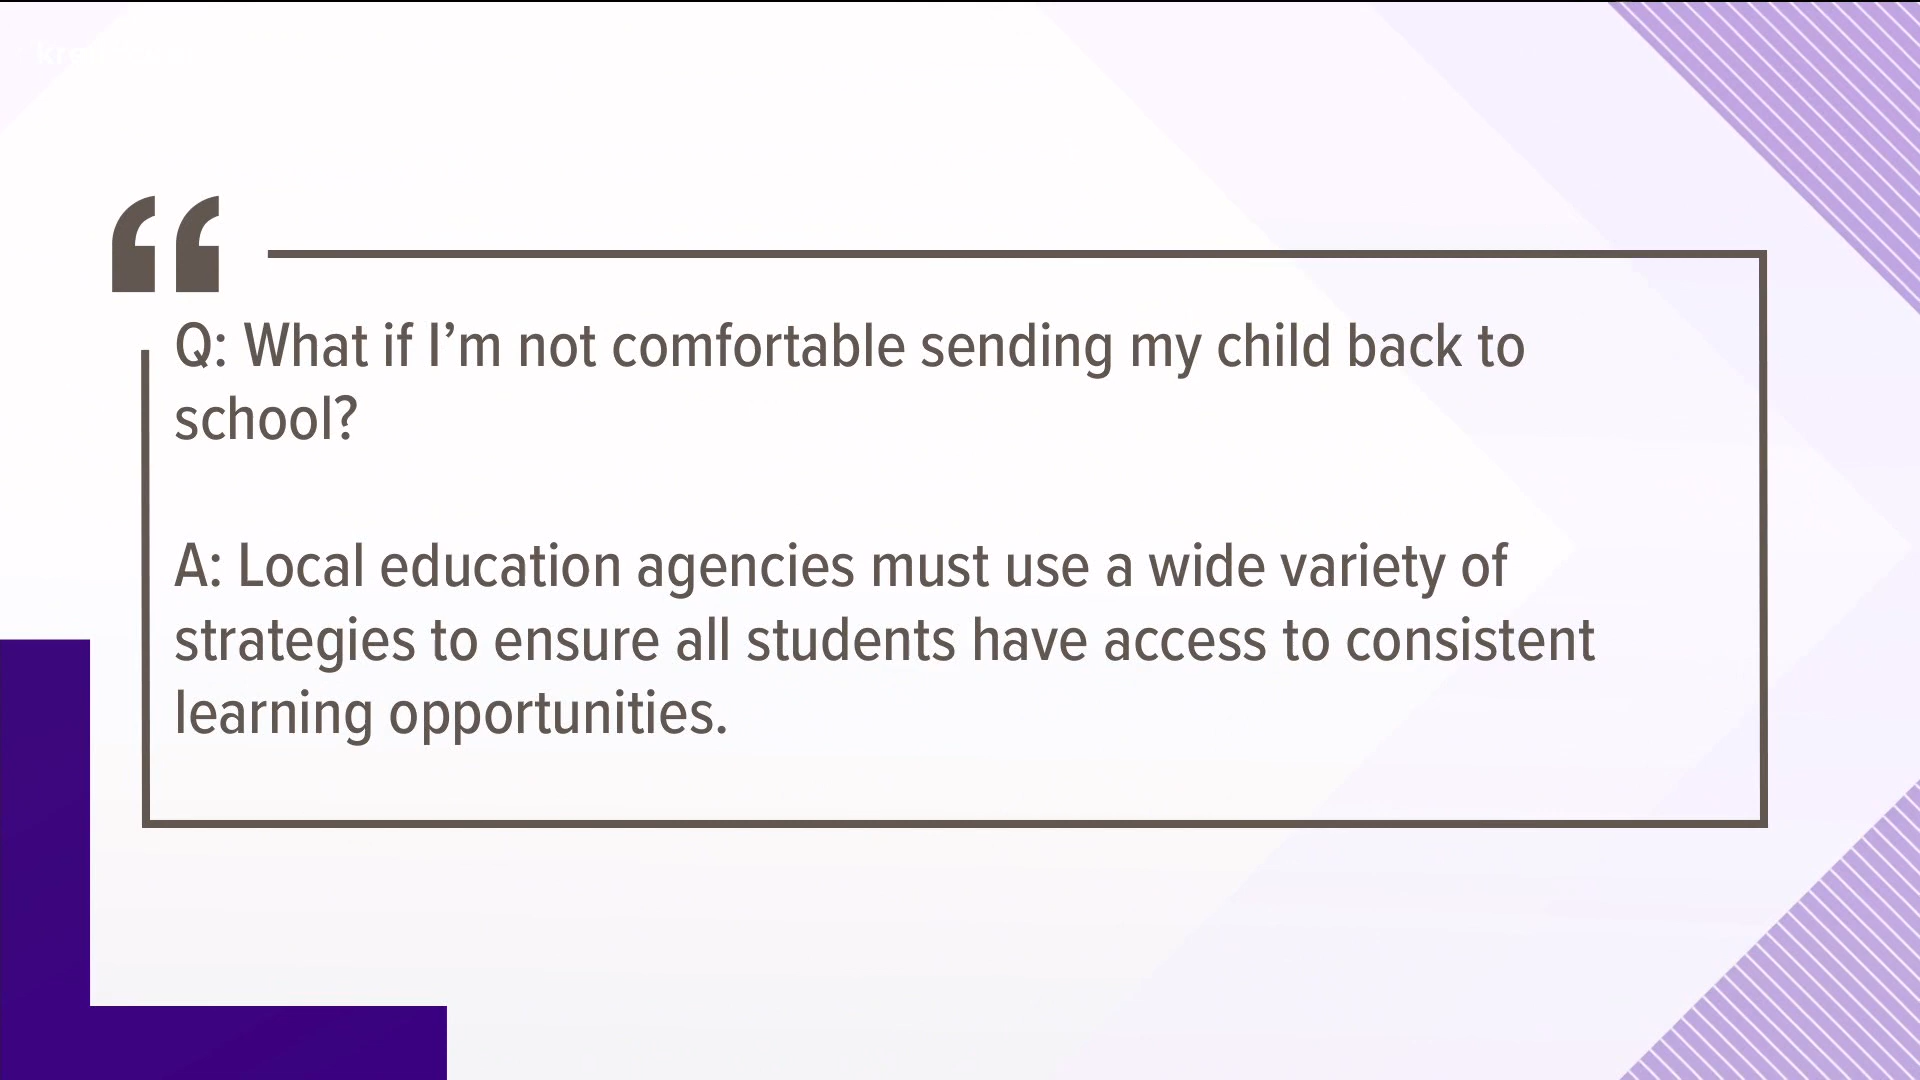 Q: What if I’m not comfortable sending my child back to
school?
A: Local education agencies must use a wide variety of
strategies to ensure all students have access to consistent
learning opportunities.